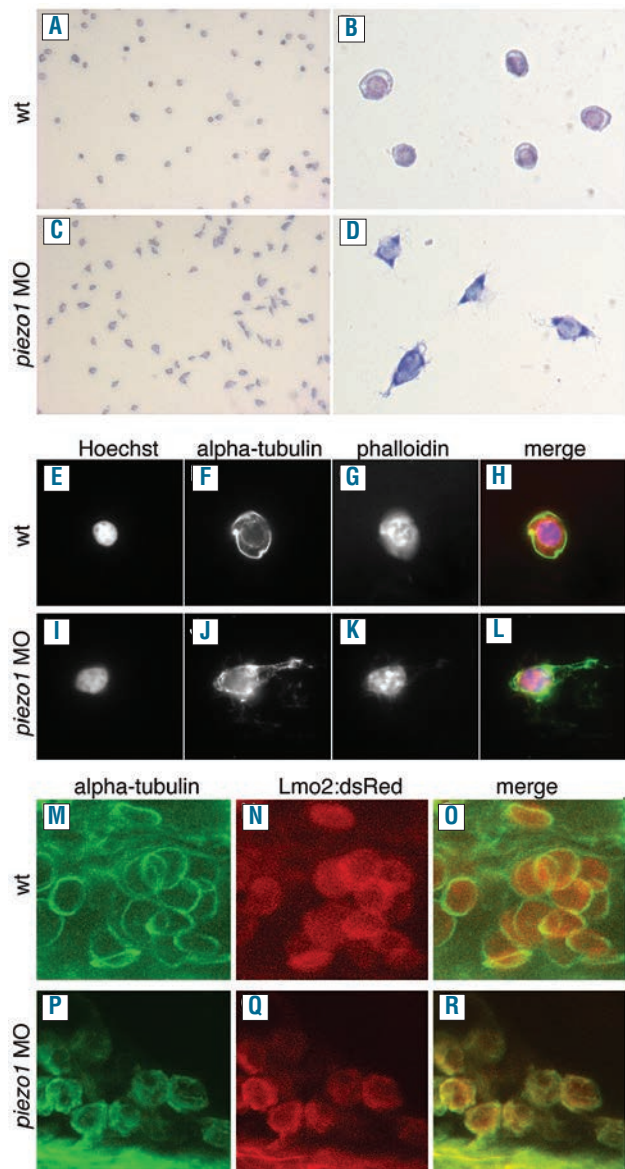 A B
wt
C D
piezo1 MO
Hoechst alpha-tubulin phalloidin merge
E F G H
wt
I J K L
piezo1 MO
alpha-tubulin Lmo2:dsRed merge
M N O
wt
P Q R
piezo1 MO